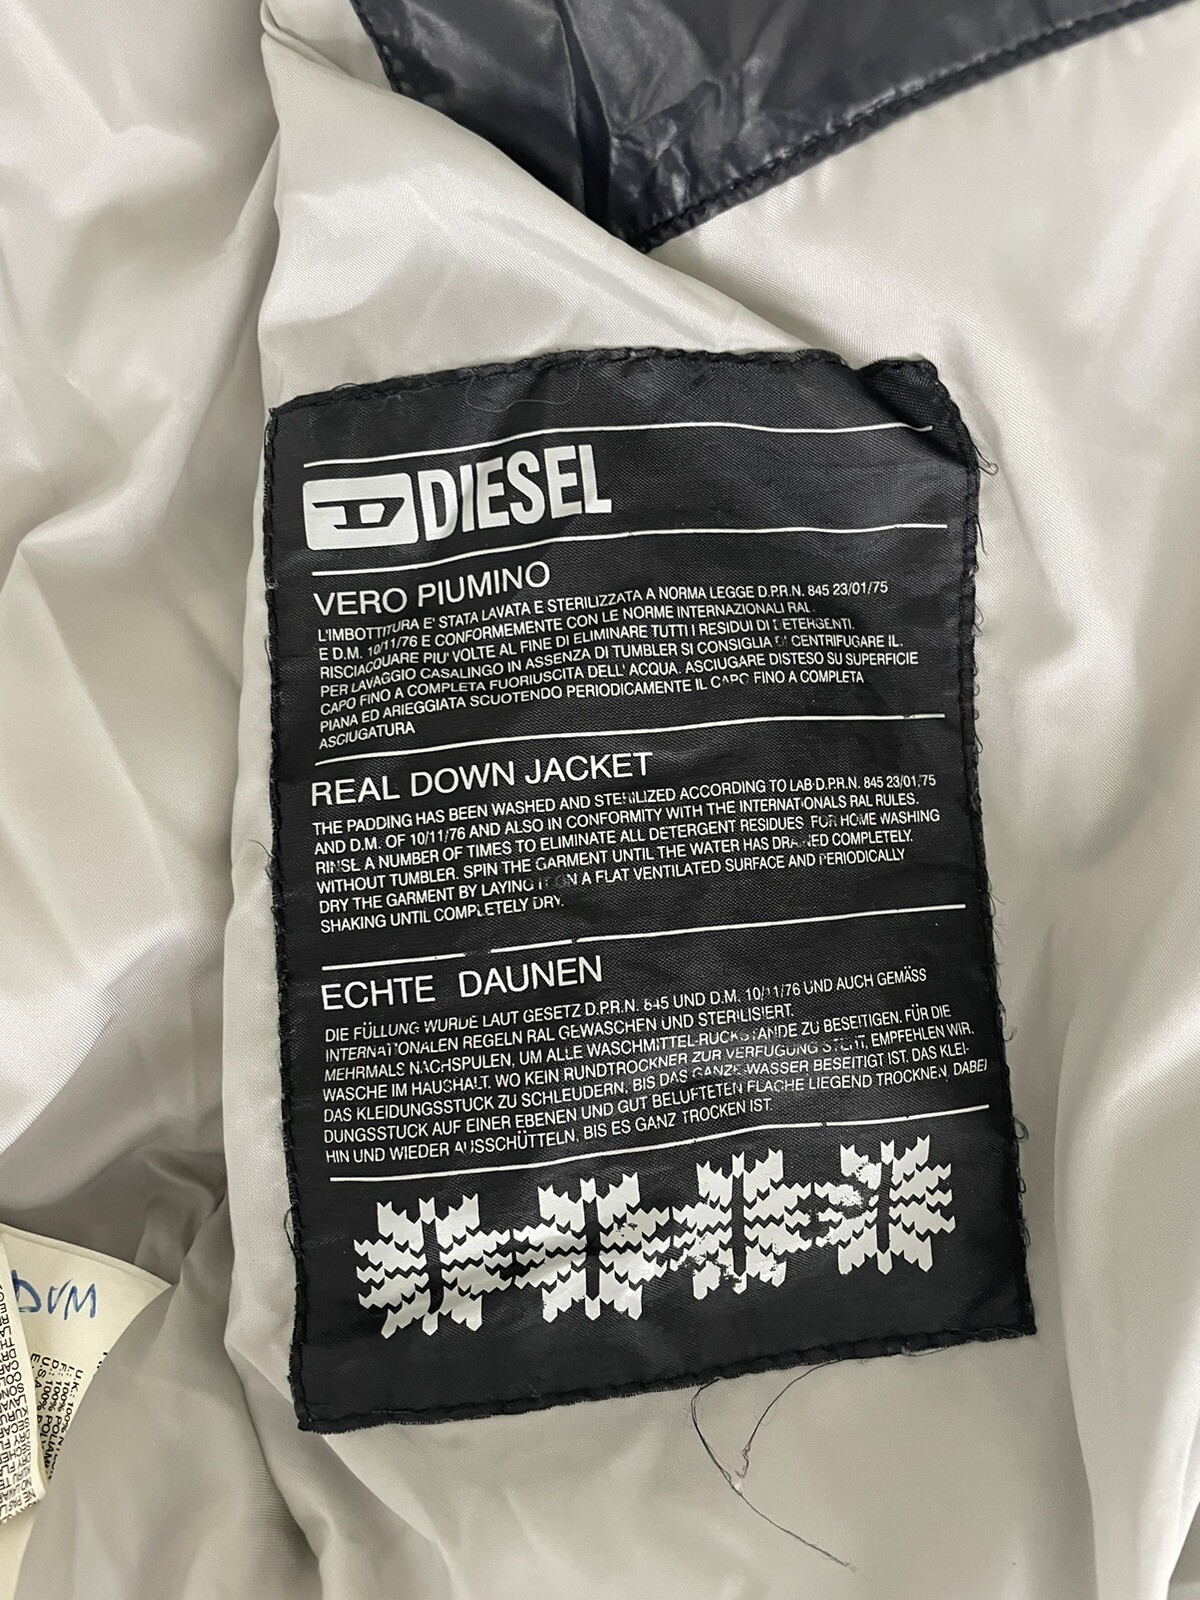 DIESEL
VERO PIUMINO
L'IMBOTTITURA E' STATA LAVATA E STERILIZZATA A NORMA LEGGE D.P.R.N. 845 23/01/75
E D.M. 10/11/76 E CONFORMEMENTE CON LE NORME INTERNAZIONALI RAL.
RISCIACQUARE PIU' VOLTE AL FINE DI ELIMINARE TUTTI I RESIDUI DI DETERGENTI.
PER LAVAGGIO CASALINGO IN ASSENZA DI TUMBLER SI CONSIGLIA DI CENTRIFUGARE IL
CAPO FINO A COMPLETA FUORIUSCITA DELL' ACQUA. ASCIUGARE DISTESO SU SUPERFICIE
PIANA ED ARIEGGIATA SCUOTENDO PERIODICAMENTE IL CAPO FINO A COMPLETA
ASCIUGATURA
REAL DOWN JACKET
THE PADDING HAS BEEN WASHED AND STERILIZED ACCORDING TO LAB·D.P.R.N. 845 23/01/75
AND D.M. OF 10/11/76 AND ALSO IN CONFORMITY WITH THE INTERNATIONALS RAL RULES.
RINSE A NUMBER OF TIMES TO ELIMINATE ALL DETERGENT RESIDUES FOR HOME WASHING
WITHOUT TUMBLER. SPIN THE GARMENT UNTIL THE WATER HAS DRAINED COMPLETELY.
DRY THE GARMENT BY LAYING IT ON A FLAT VENTILATED SURFACE AND PERIODICALLY
SHAKING UNTIL COMPLETELY DRY.
ECHTE DAUNEN
DIE FÜLLUNG WURDE LAUT GESETZ D.P.R.N. 845 UND D.M. 10/11/76 UND AUCH GEMÄSS
INTERNATIONALEN REGELN RAL GEWASCHEN UND STERILISIERT.
MEHRMALS NACHSPULEN, UM ALLE WASCHMITTEL-RUCKSTANDE ZU BESEITIGEN. FÜR DIE
WASCHE IM HAUSHALT. WO KEIN RUNDTROCKNER ZUR VERFUGUNG STEHT, EMPFEHLEN WIR.
DAS KLEIDUNGSSTUCK ZU SCHLEUDERN, BIS DAS GANZE WASSER BESEITIGT IST. DAS KLEI-
DUNGSSTUCK AUF EINER EBENEN UND GUT BELUFTETEN FLACHE LIEGEND TROCKNEN DABEI
HIN UND WIEDER AUSSCHÜTTELN, BIS ES GANZ TROCKEN IST.
DVM